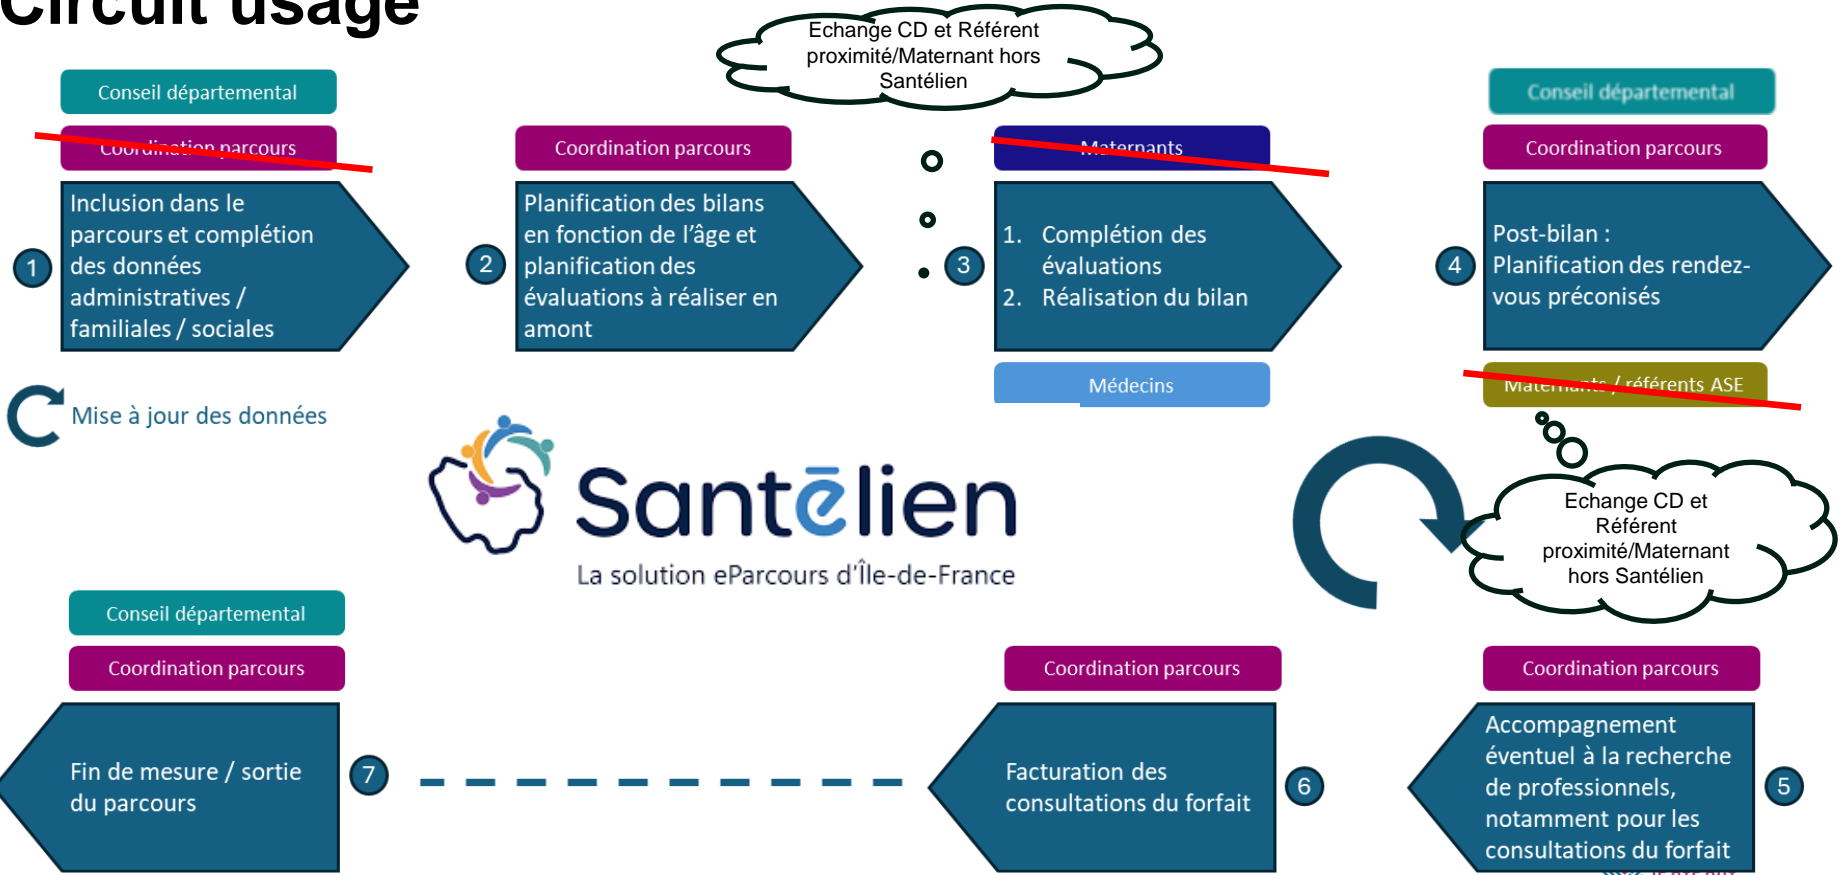 Circuit usage
Echange CD et Référent
proximité/Maternant hors
Santélien
Conseil départemental
Coordination parcours
1
Inclusion dans le
parcours et complétion
des données
administratives /
familiales / sociales
Coordination parcours
2
Planification des bilans
en fonction de l'âge et
planification des
évaluations à réaliser en
amont
Maternants
3
1. Complétion des
évaluations
2. Réalisation du bilan
Médecins
Conseil départemental
Coordination parcours
4
Post-bilan :
Planification des rendez-
vous préconisés
Maternants / référents ASE
Mise à jour des données
Santélien
La solution eParcours d'Île-de-France
Echange CD et
Référent
proximité/Maternant
hors Santélien
Coordination parcours
Accompagnement
éventuel à la recherche
de professionnels,
notamment pour les
consultations du forfait
5
Coordination parcours
Facturation des
consultations du forfait
6
Conseil départemental
Coordination parcours
Fin de mesure / sortie
du parcours
7